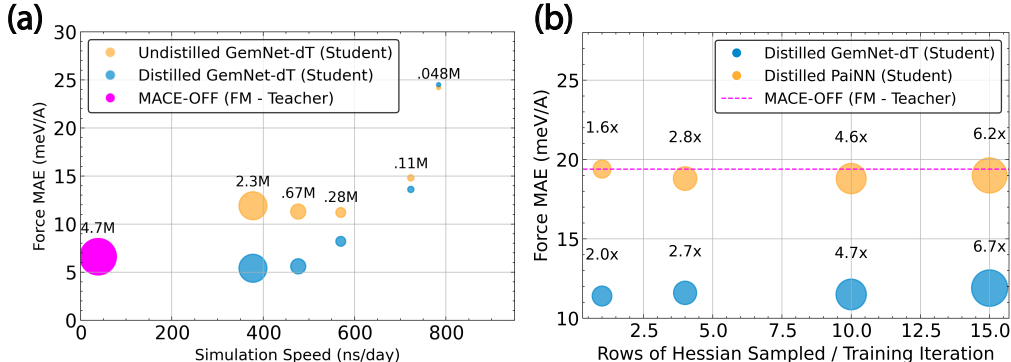 (a)
Force MAE (meV/A)
30
25
20
15
10
5
0
Undistilled GemNet-dT (Student)
Distilled GemNet-dT (Student)
MACE-OFF (FM - Teacher)
.048M
.11M
2.3M
.67M
.28M
4.7M
0
200
400
600
800
Simulation Speed (ns/day)
(b)
Force MAE (meV/A)
25
20
15
10
Distilled GemNet-dT (Student)
Distilled PaiNN (Student)
MACE-OFF (FM - Teacher)
1.6x
2.8x
4.6x
6.2x
2.0x
2.7x
4.7x
6.7x
2.5
5.0
7.5
10.0
12.5
15.0
Rows of Hessian Sampled / Training Iteration